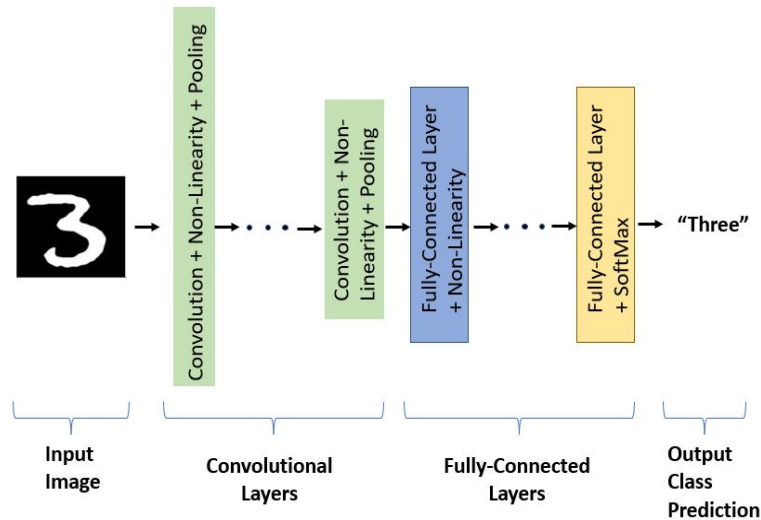 3
Convolution + Non-Linearity + Pooling
Convolution + Non-
Linearity + Pooling
Fully-Connected Layer
+ Non-Linearity
Fully-Connected Layer
+ SoftMax
“Three”
Input
Image
Convolutional
Layers
Fully-Connected
Layers
Output
Class
Prediction